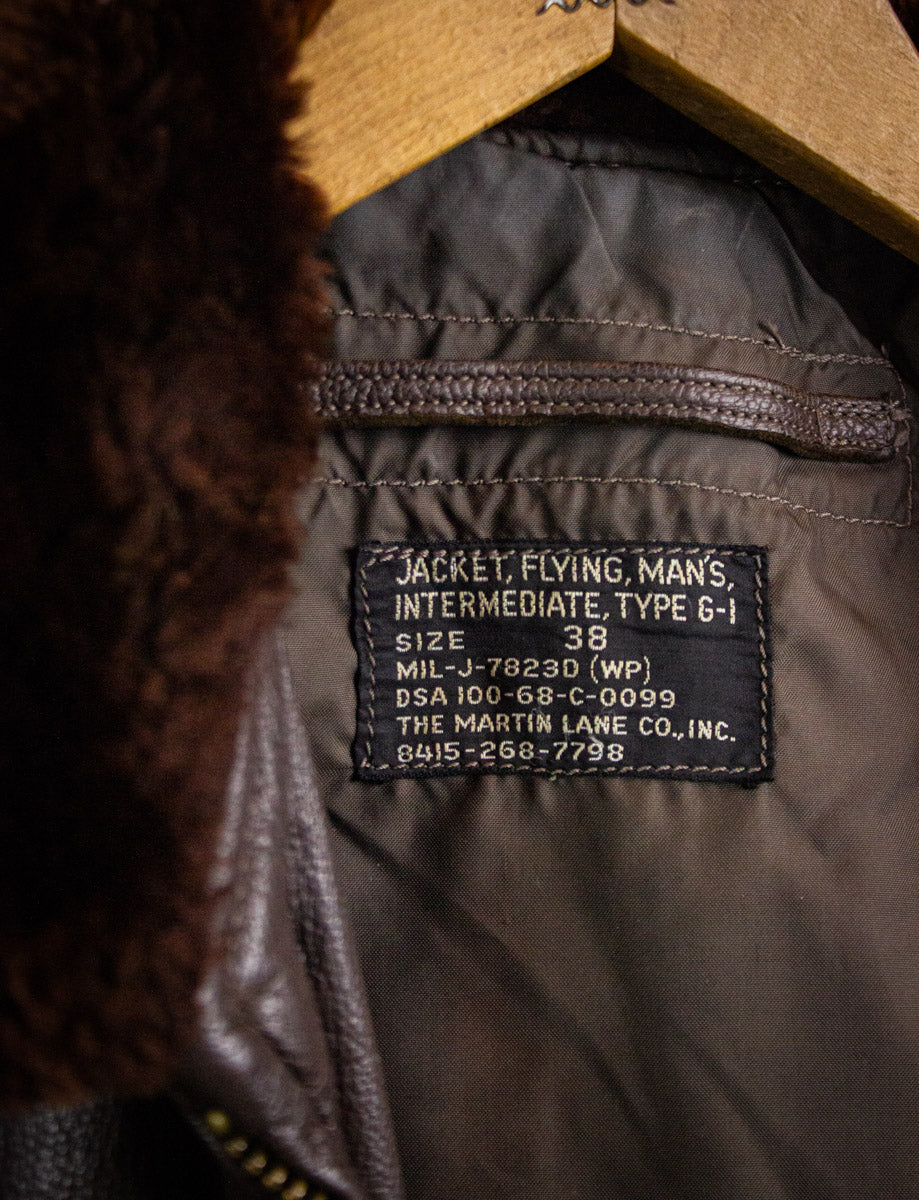 JACKET, FLYING, MAN'S,
INTERMEDIATE, TYPE G-1
SIZE 38
MIL-J-7823D (WP)
DSA 100-68-C-0099
THE MARTIN LANE CO., INC.
8415-268-7798